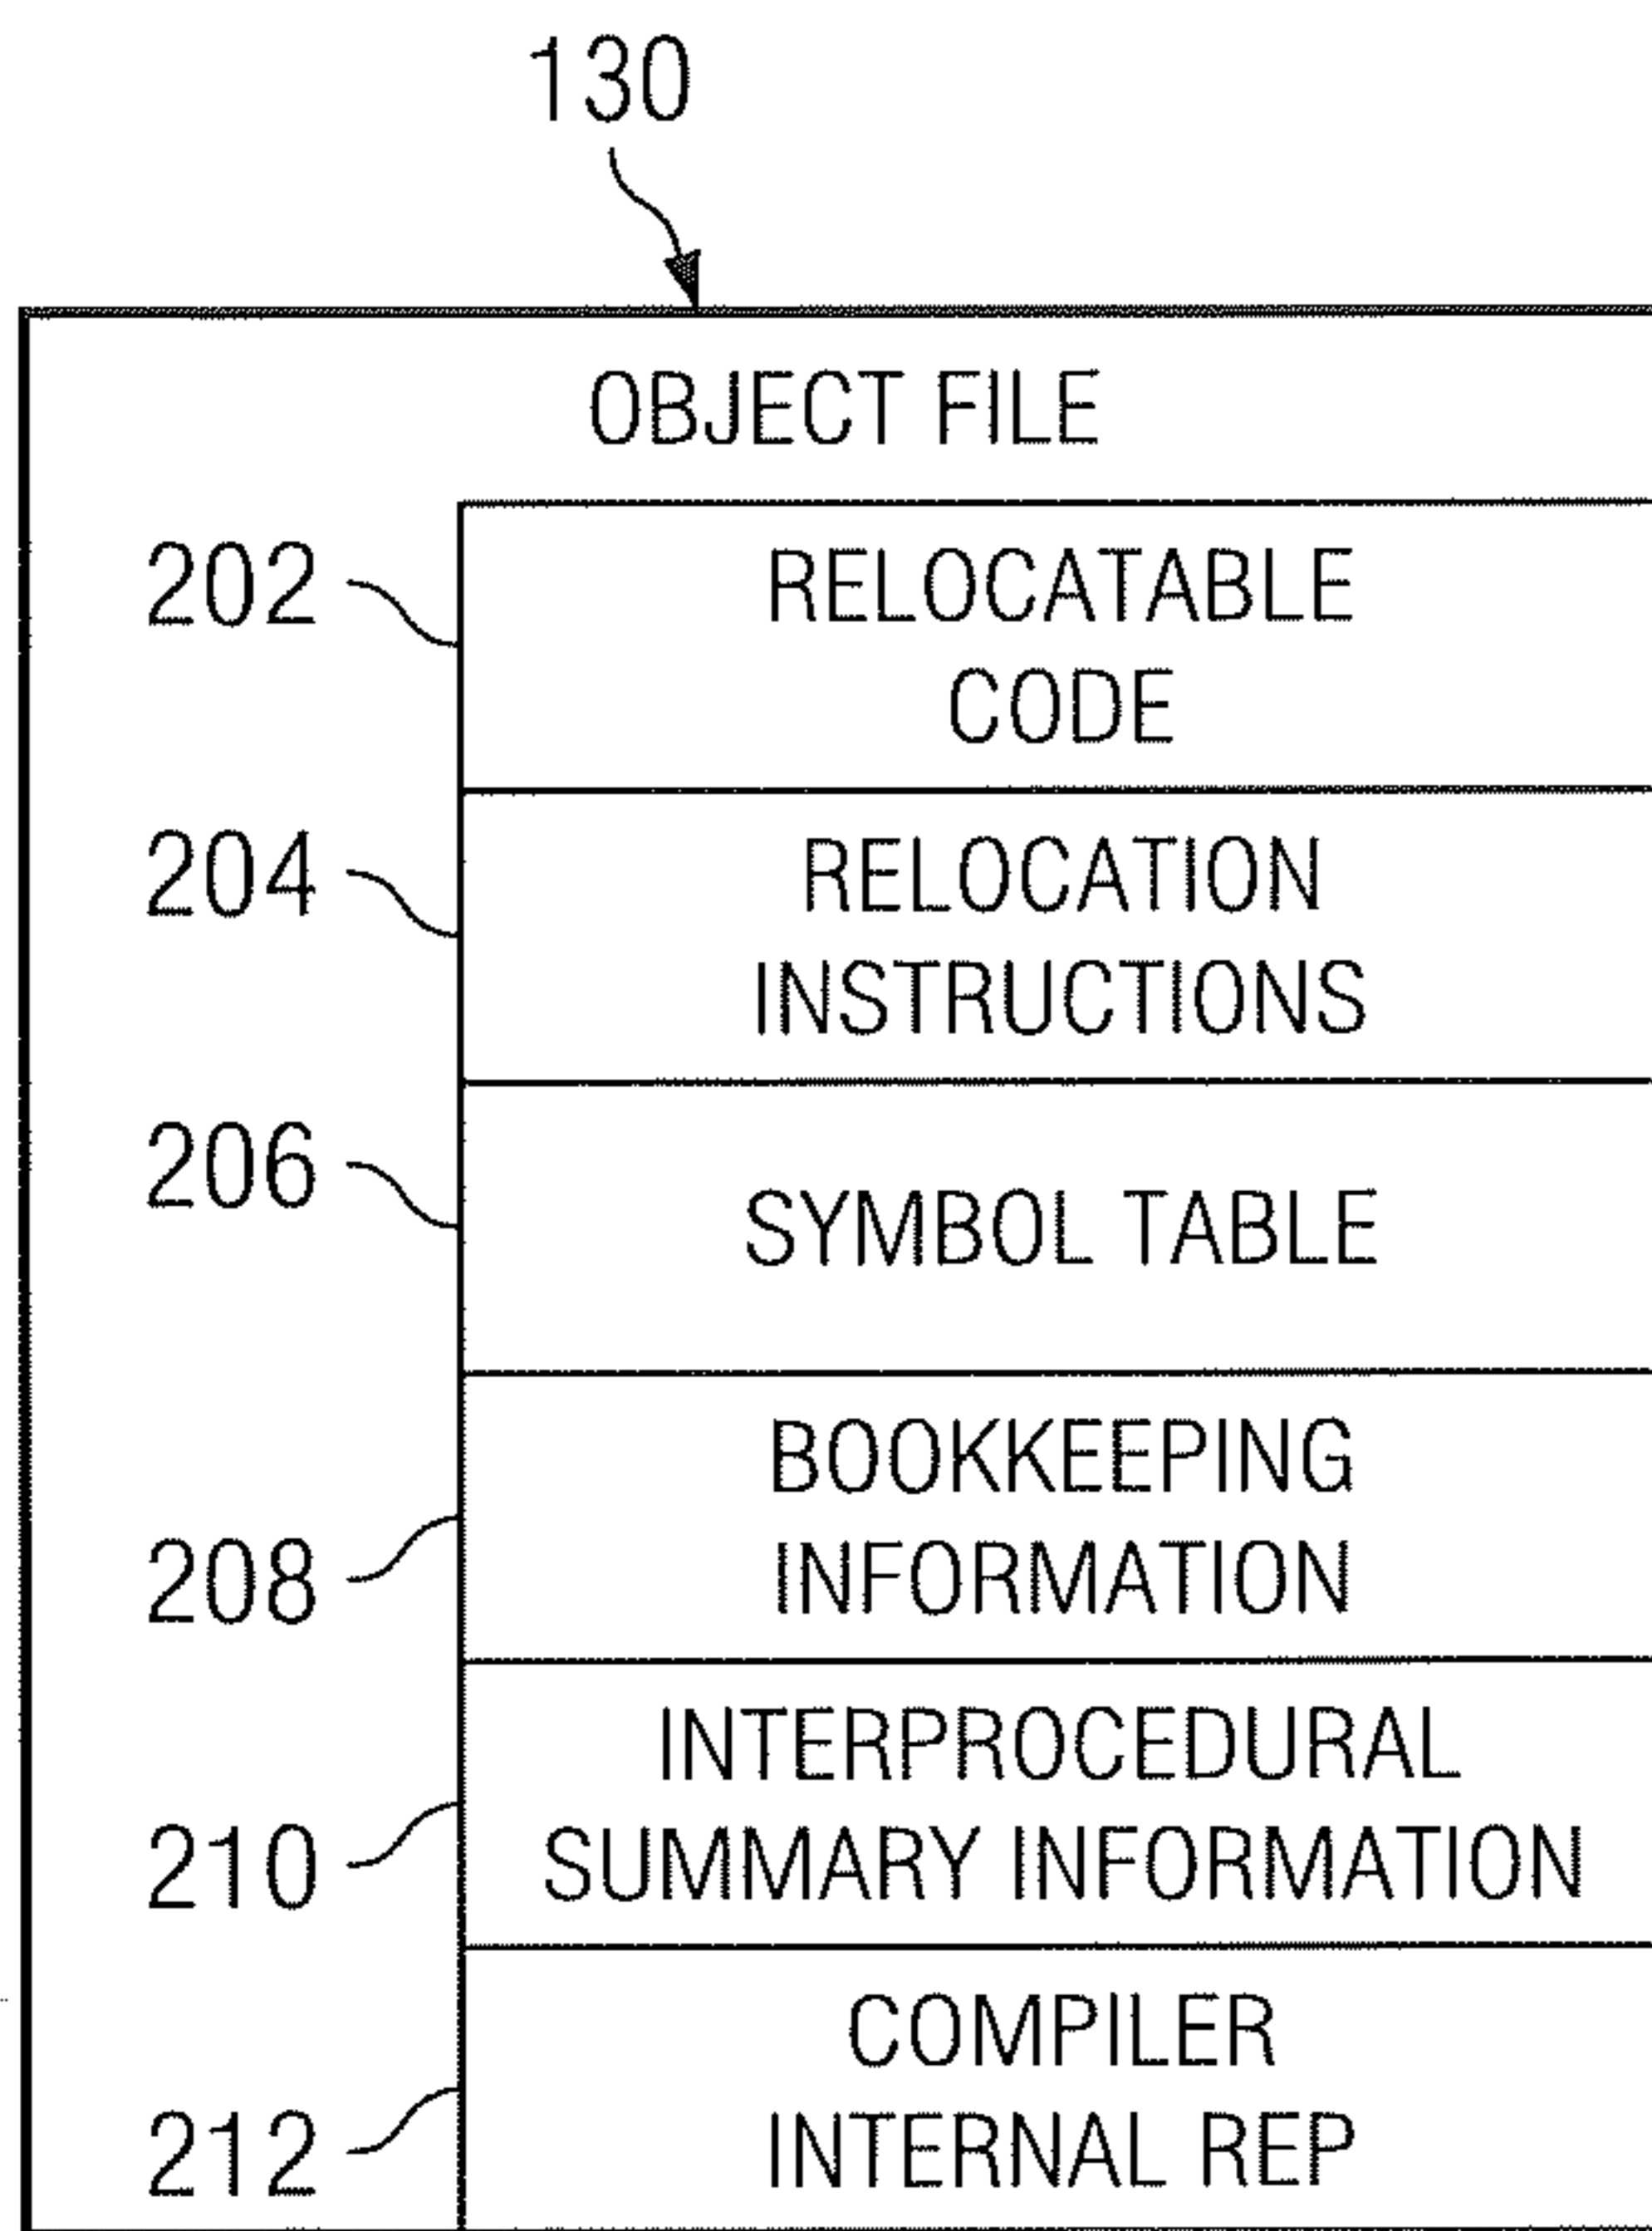 130
OBJECT FILE
202
RELOCATABLE
CODE
204
RELOCATION
INSTRUCTIONS
206
SYMBOL TABLE
BOOKKEEPING
208
INFORMATION
INTERPROCEDURAL
210
SUMMARY INFORMATION
COMPILER
212
INTERNAL REP